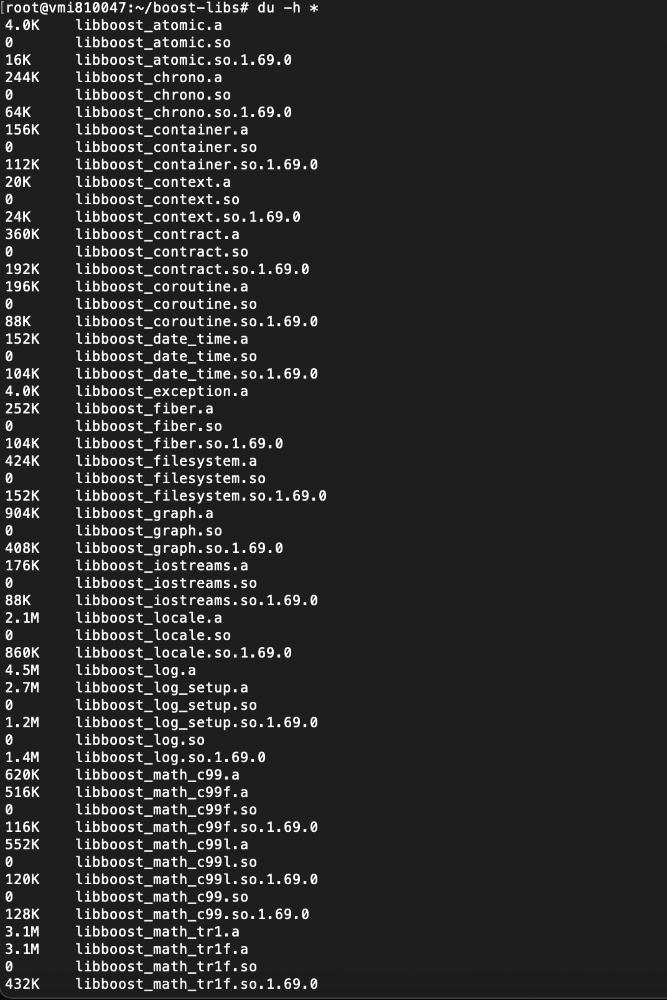 [root@vmi810047:~/boost-libs# du -h *
4.0K libboost_atomic.a
0 libboost_atomic.so
16K libboost_atomic.so.1.69.0
244K libboost_chrono.a
0 libboost_chrono.so
64K libboost_chrono.so.1.69.0
156K libboost_container.a
0 libboost_container.so
112K libboost_container.so.1.69.0
20K libboost_context.a
0 libboost_context.so
24K libboost_context.so.1.69.0
360K libboost_contract.a
0 libboost_contract.so
192K libboost_contract.so.1.69.0
196K libboost_coroutine.a
0 libboost_coroutine.so
88K libboost_coroutine.so.1.69.0
152K libboost_date_time.a
0 libboost_date_time.so
104K libboost_date_time.so.1.69.0
4.0K libboost_exception.a
252K libboost_fiber.a
0 libboost_fiber.so
104K libboost_fiber.so.1.69.0
424K libboost_filesystem.a
0 libboost_filesystem.so
152K libboost_filesystem.so.1.69.0
904K libboost_graph.a
0 libboost_graph.so
408K libboost_graph.so.1.69.0
176K libboost_iostreams.a
0 libboost_iostreams.so
88K libboost_iostreams.so.1.69.0
2.1M libboost_locale.a
0 libboost_locale.so
860K libboost_locale.so.1.69.0
4.5M libboost_log.a
2.7M libboost_log_setup.a
0 libboost_log_setup.so
1.2M libboost_log_setup.so.1.69.0
0 libboost_log.so
1.4M libboost_log.so.1.69.0
620K libboost_math_c99.a
516K libboost_math_c99f.a
0 libboost_math_c99f.so
116K libboost_math_c99f.so.1.69.0
552K libboost_math_c99l.a
0 libboost_math_c99l.so
120K libboost_math_c99l.so.1.69.0
0 libboost_math_c99.so
128K libboost_math_c99.so.1.69.0
3.1M libboost_math_tr1.a
3.1M libboost_math_tr1f.a
0 libboost_math_tr1f.so
432K libboost_math_tr1f.so.1.69.0